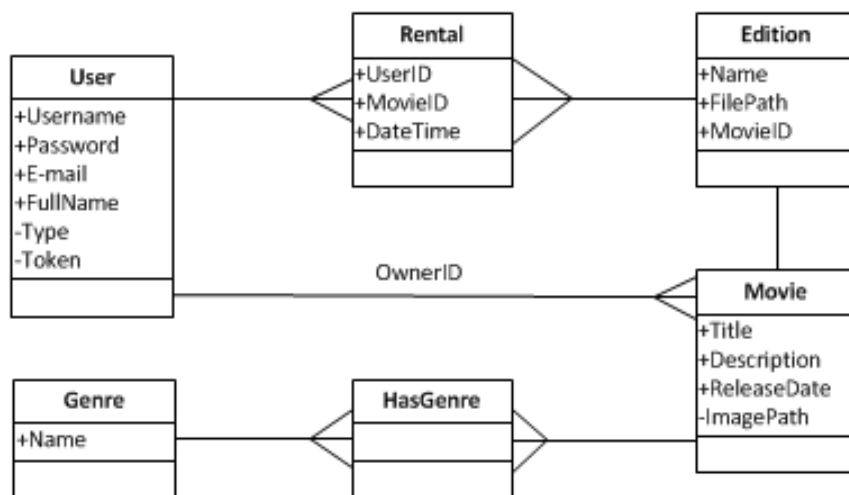 User
+Username
+Password
+E-mail
+FullName
-Type
-Token
Rental
+UserID
+MovieID
+DateTime
Edition
+Name
+FilePath
+MovieID
OwnerID
Movie
+Title
+Description
+ReleaseDate
-ImagePath
Genre
+Name
HasGenre